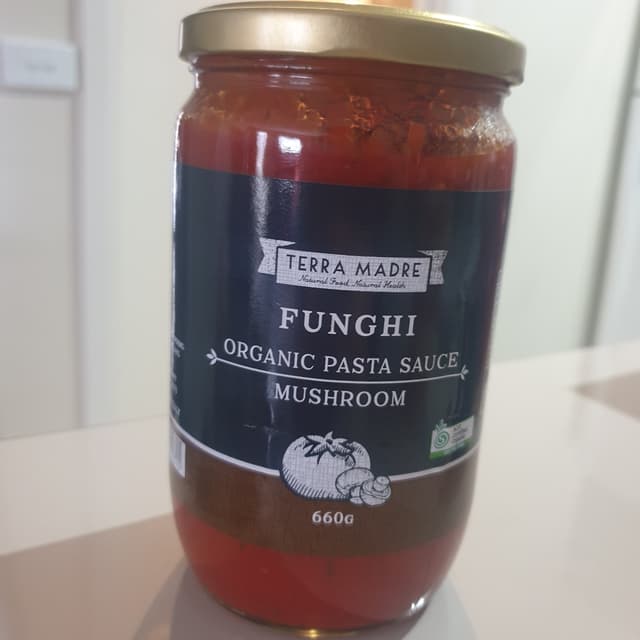 TERRA MADRE
Natural Food Natural Health
FUNGHI
ORGANIC PASTA SAUCE
MUSHROOM
660G